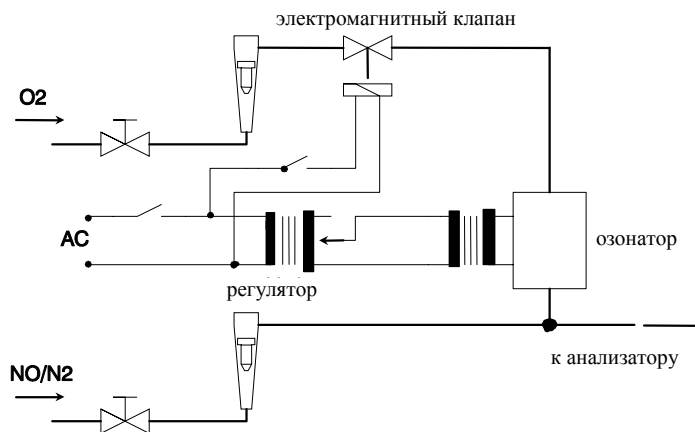 электромагнитный клапан
O2
AC
озонатор
регулятор
к анализатору
NO/N2